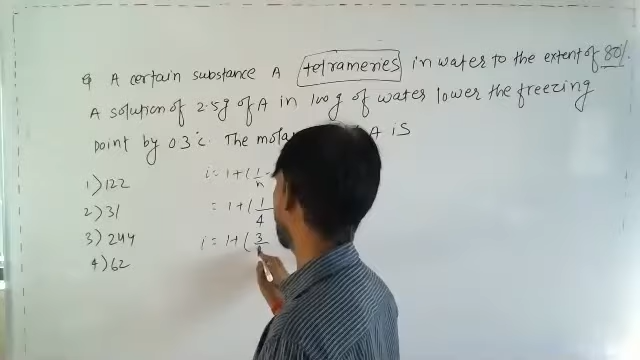 Q A certain substance A tetrameries in water to the extent of 80%.
A solution of 2.5g of A in 100g of water lower the freezing
point by 0.3°C. The A is
1) 122
2) 31
3) 244
4) 62
i = 1+(1/n -
= 1+(1/4
i = 1+(3/